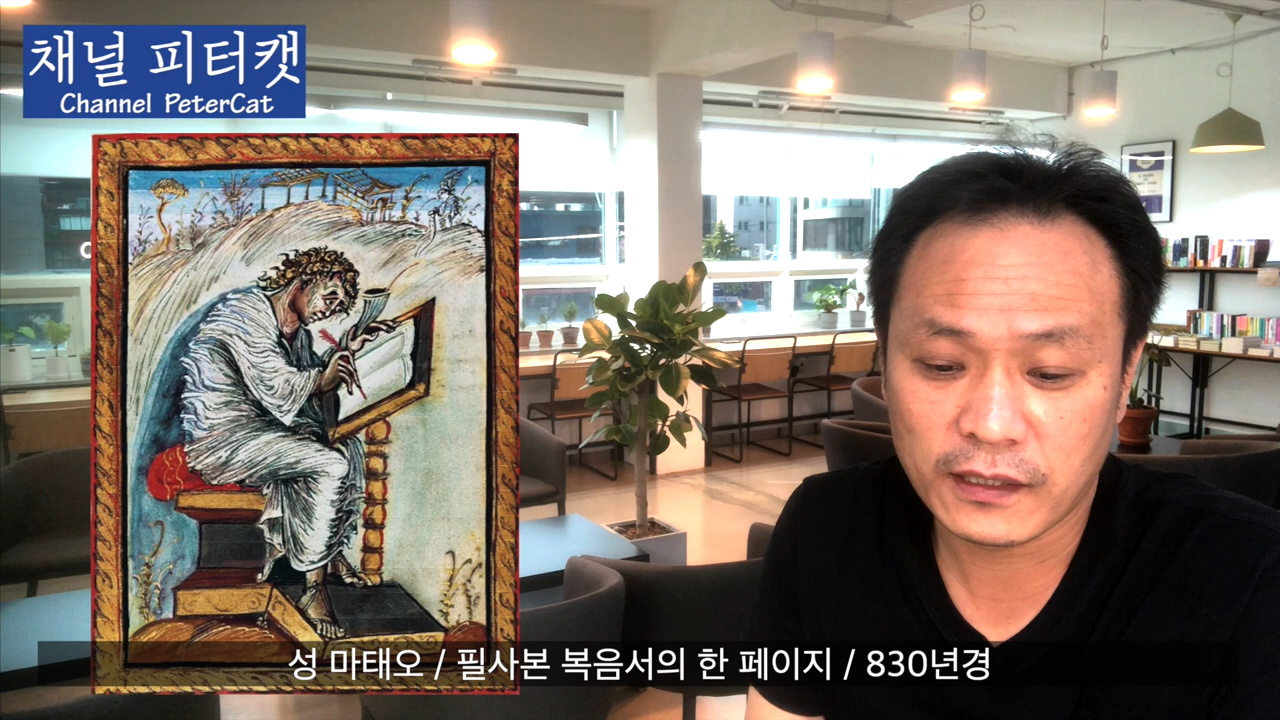 채널 피터캣
Channel PeterCat
성 마태오 / 필사본 복음서의 한 페이지 / 830년경